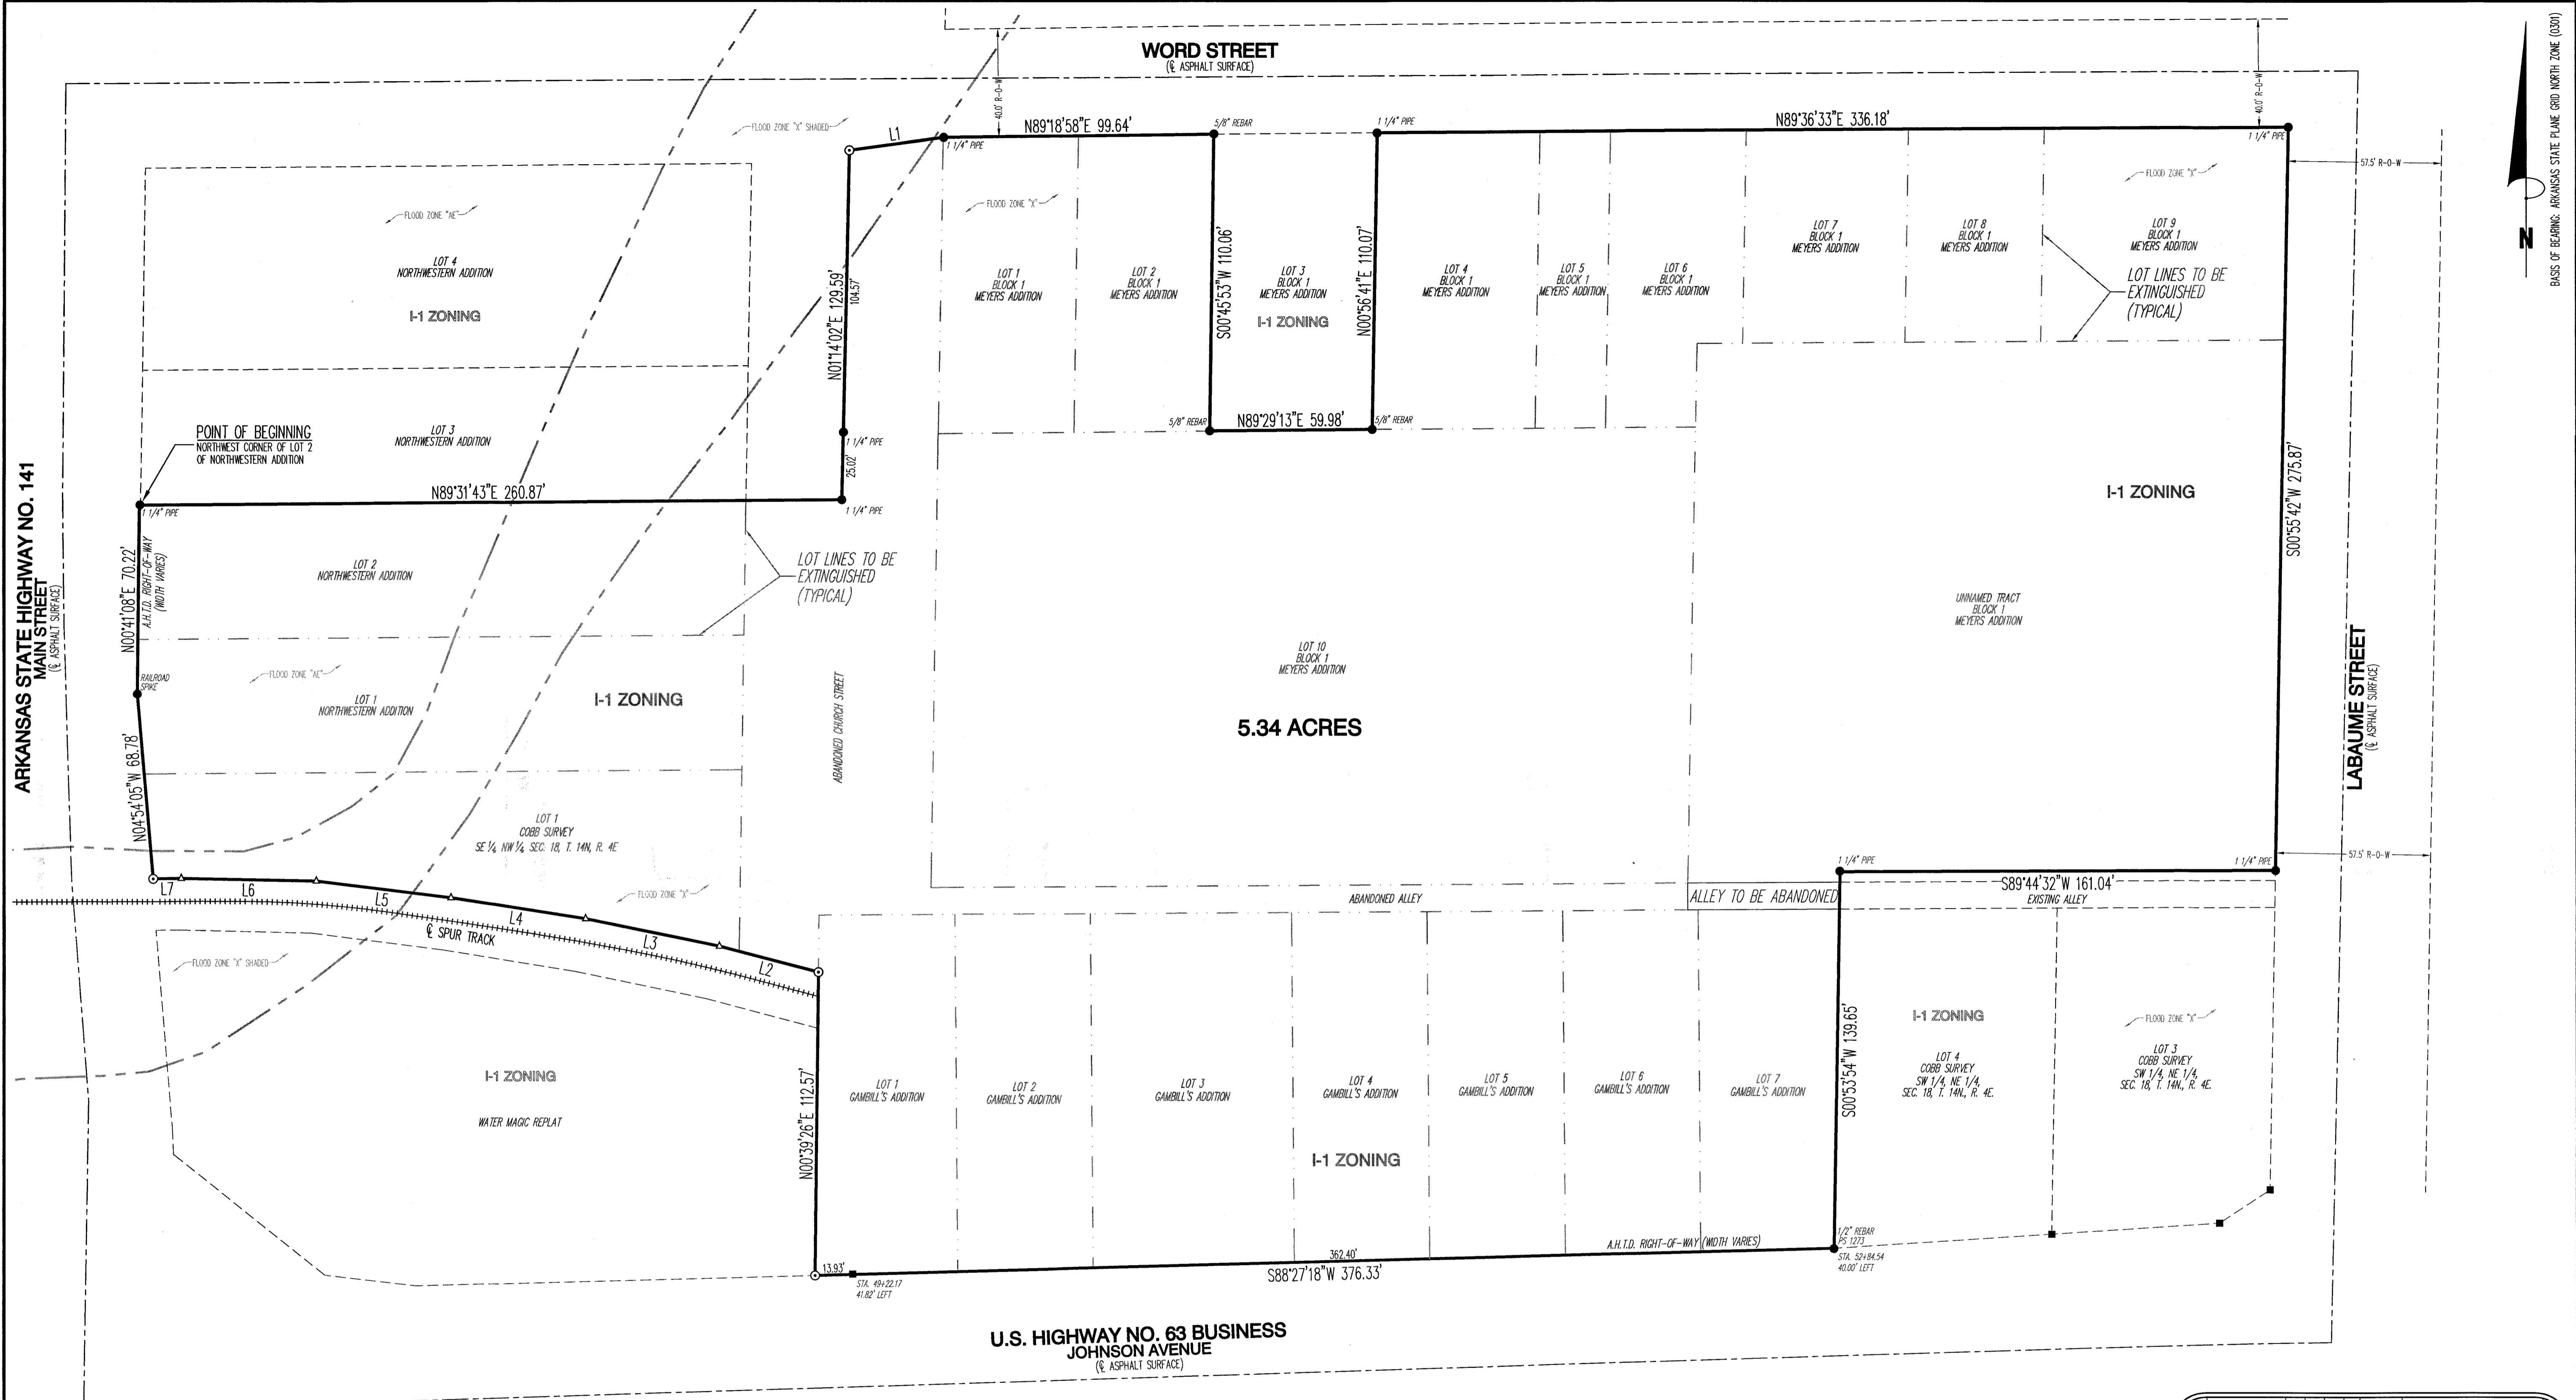 WORD STREET
(℄ ASPHALT SURFACE)
BASIS OF BEARING: ARKANSAS STATE PLANE GRID NORTH ZONE (0301)
N
40.0' R-O-W
40.0' R-O-W
FLOOD ZONE "X" SHADED
L1
N89°18'58"E 99.64'
5/8" REBAR
1 1/4" PIPE
N89°36'33"E 336.18'
1 1/4" PIPE
1 1/4" PIPE
57.5' R-O-W
FLOOD ZONE "AE"
LOT 4
NORTHWESTERN ADDITION
I-1 ZONING
FLOOD ZONE "X"
FLOOD ZONE "X"
N01°14'02"E 129.59'
104.57'
LOT 1
BLOCK 1
MEYERS ADDITION
LOT 2
BLOCK 1
MEYERS ADDITION
S00°45'53"W 110.06'
LOT 3
BLOCK 1
MEYERS ADDITION
I-1 ZONING
N00°56'41"E 110.07'
LOT 4
BLOCK 1
MEYERS ADDITION
LOT 5
BLOCK 1
MEYERS ADDITION
LOT 6
BLOCK 1
MEYERS ADDITION
LOT 7
BLOCK 1
MEYERS ADDITION
LOT 8
BLOCK 1
MEYERS ADDITION
LOT 9
BLOCK 1
MEYERS ADDITION
LOT LINES TO BE
EXTINGUISHED
(TYPICAL)
POINT OF BEGINNING
NORTHWEST CORNER OF LOT 2
OF NORTHWESTERN ADDITION
LOT 3
NORTHWESTERN ADDITION
1 1/4" PIPE
25.02'
5/8" REBAR
N89°29'13"E 59.98'
5/8" REBAR
N89°31'43"E 260.87'
1 1/4" PIPE
1 1/4" PIPE
I-1 ZONING
S00°55'42"W 275.87'
ARKANSAS STATE HIGHWAY NO. 141
MAIN STREET
(℄ ASPHALT SURFACE)
N00°41'08"E 70.22'
A.H.T.D. RIGHT-OF-WAY
(WIDTH VARIES)
LOT 2
NORTHWESTERN ADDITION
LOT LINES TO BE
EXTINGUISHED
(TYPICAL)
UNNAMED TRACT
BLOCK 1
MEYERS ADDITION
LOT 10
BLOCK 1
MEYERS ADDITION
5.34 ACRES
RAILROAD
SPIKE
FLOOD ZONE "AE"
LOT 1
NORTHWESTERN ADDITION
I-1 ZONING
ABANDONED CHURCH STREET
LABAUME STREET
(℄ ASPHALT SURFACE)
N04°54'05"W 68.78'
LOT 1
COBB SURVEY
SE 1/4, NW 1/4, SEC. 18, T. 14N, R. 4E
FLOOD ZONE "X"
L7
L6
L5
L4
L3
L2
℄ SPUR TRACK
1 1/4" PIPE
1 1/4" PIPE
57.5' R-O-W
ABANDONED ALLEY
ALLEY TO BE ABANDONED
S89°44'32"W 161.04'
EXISTING ALLEY
FLOOD ZONE "X" SHADED
I-1 ZONING
WATER MAGIC REPLAT
N00°39'26"E 112.57'
LOT 1
GAMBILL'S ADDITION
LOT 2
GAMBILL'S ADDITION
LOT 3
GAMBILL'S ADDITION
LOT 4
GAMBILL'S ADDITION
LOT 5
GAMBILL'S ADDITION
LOT 6
GAMBILL'S ADDITION
LOT 7
GAMBILL'S ADDITION
I-1 ZONING
S00°53'54"W 139.65'
I-1 ZONING
LOT 4
COBB SURVEY
SW 1/4, NE 1/4,
SEC. 18, T. 14N., R. 4E.
FLOOD ZONE "X"
LOT 3
COBB SURVEY
SW 1/4, NE 1/4,
SEC. 18, T. 14N., R. 4E.
13.93'
STA. 49+22.17
41.82' LEFT
362.40'
S88°27'18"W 376.33'
A.H.T.D. RIGHT-OF-WAY (WIDTH VARIES)
1/2" REBAR
PS 1273
STA. 52+84.54
40.00' LEFT
U.S. HIGHWAY NO. 63 BUSINESS
JOHNSON AVENUE
(℄ ASPHALT SURFACE)